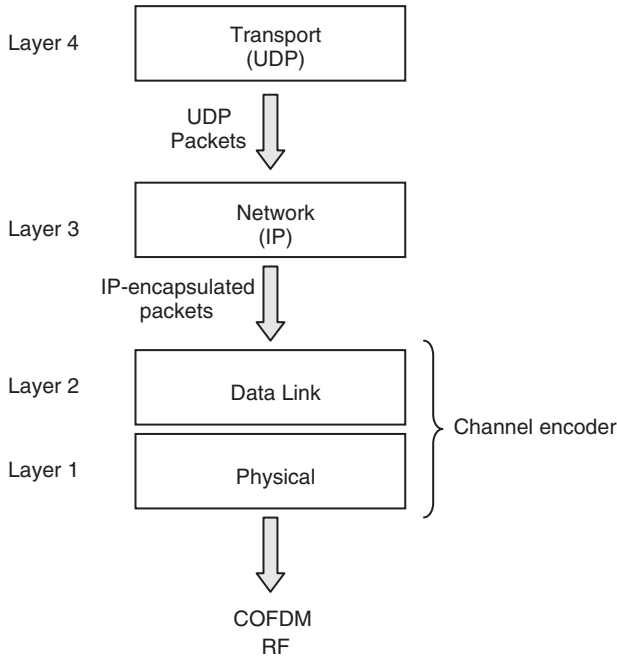 Layer 4
Transport
(UDP)
UDP
Packets
Layer 3
Network
(IP)
IP-encapsulated
packets
Layer 2
Data Link
Channel encoder
Layer 1
Physical
COFDM
RF